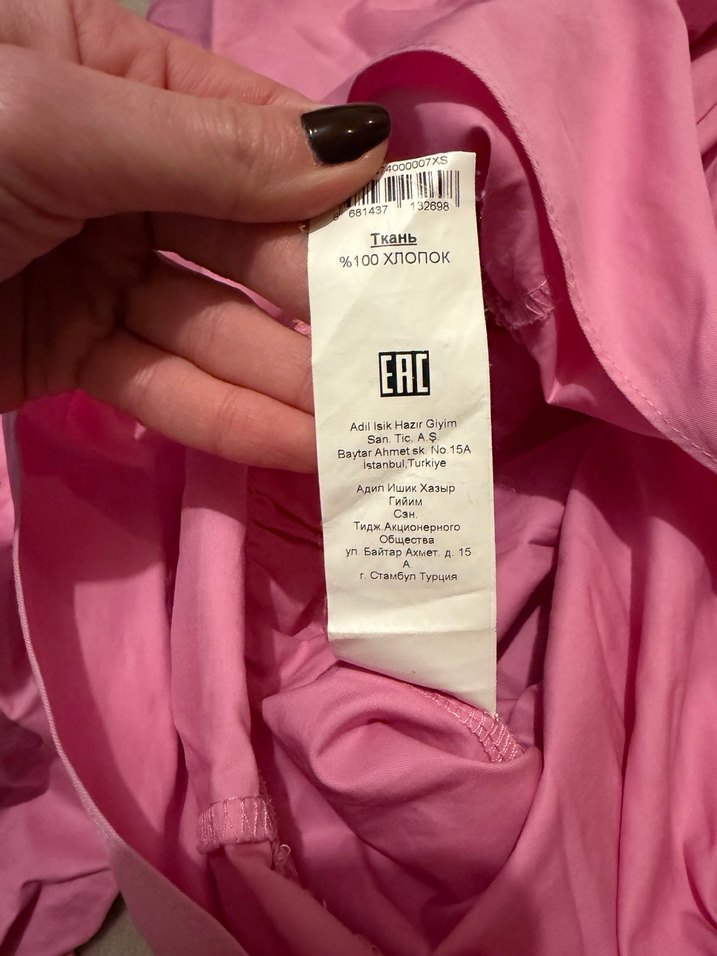 74000007XS
681437 132698
Ткань
%100 ХЛОПОК
EAC
Adil Isik Hazır Giyim
San. Tic. A.Ş.
Baytar Ahmet sk. No.15A
Istanbul,Turkiye
Адил Ишик Хазыр
Гийим
Сан.
Тидж.Акционерного
Общества
ул. Байтар Ахмет. д. 15
А
г. Стамбул Турция